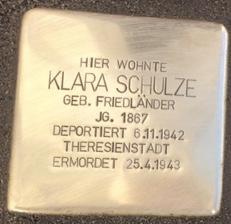 HIER WOHNTE
KLARA SCHULZE
GEB. FRIEDLÄNDER
JG. 1867
DEPORTIERT 6.11.1942
THERESIENSTADT
ERMORDET 25.4.1943